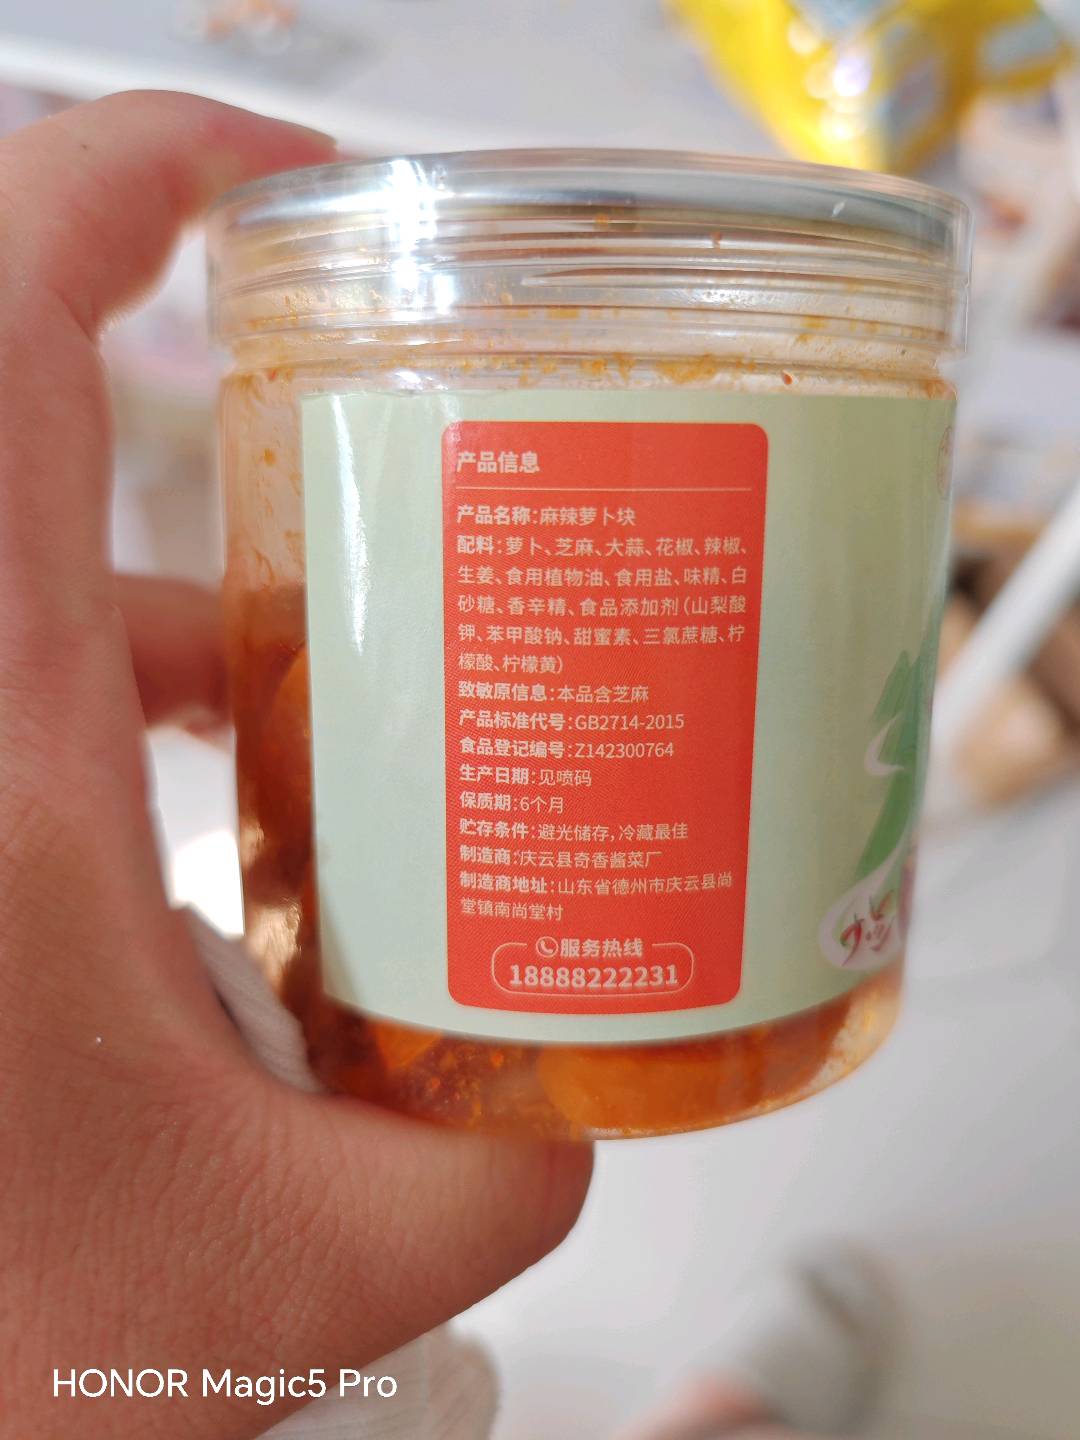 产品信息
产品名称:麻辣萝卜块
配料:萝卜、芝麻、大蒜、花椒、辣椒、
生姜、食用植物油、食用盐、味精、白
砂糖、香辛精、食品添加剂(山梨酸
钾、苯甲酸钠、甜蜜素、三氯蔗糖、柠
檬酸、柠檬黄)
致敏原信息:本品含芝麻
产品标准代号:GB2714-2015
食品登记编号:Z142300764
生产日期:见喷码
保质期:6个月
贮存条件:避光储存,冷藏最佳
制造商:庆云县奇香酱菜厂
制造商地址:山东省德州市庆云县尚
堂镇南尚堂村
服务热线
18888222231
HONOR Magic5 Pro